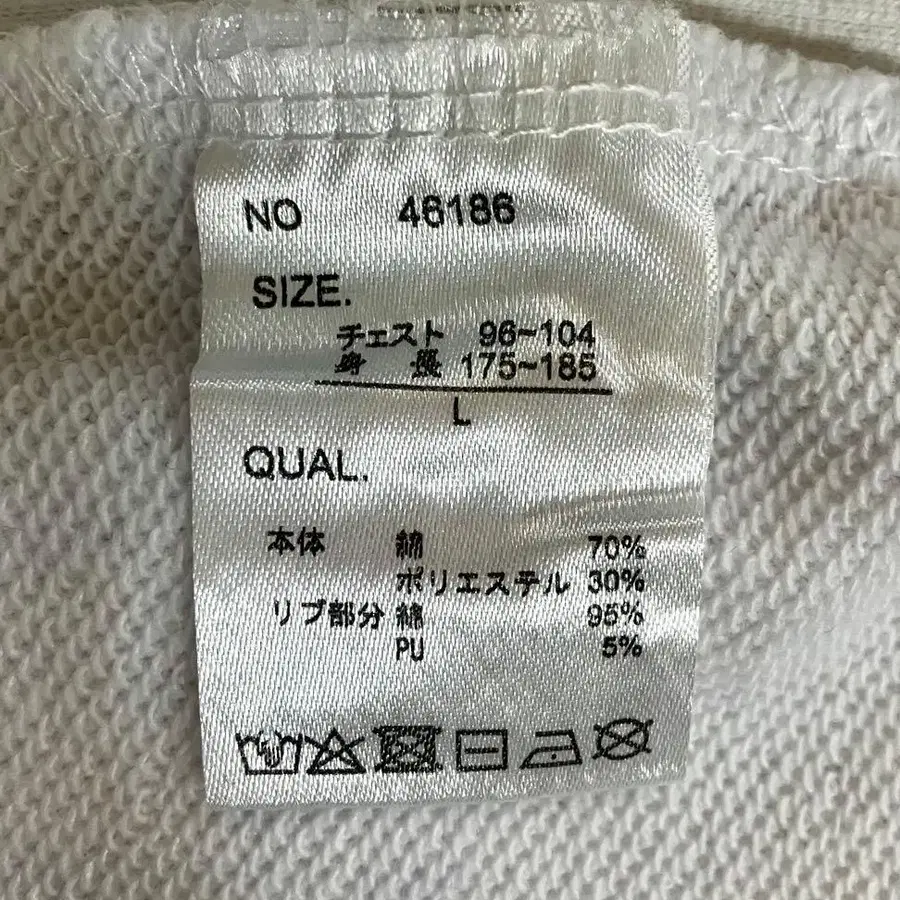 NO 46186
SIZE.
チェスト 96~104
身 長 175~185
L
QUAL.
本体 綿 70%
ポリエステル 30%
リブ部分 綿 95%
PU 5%